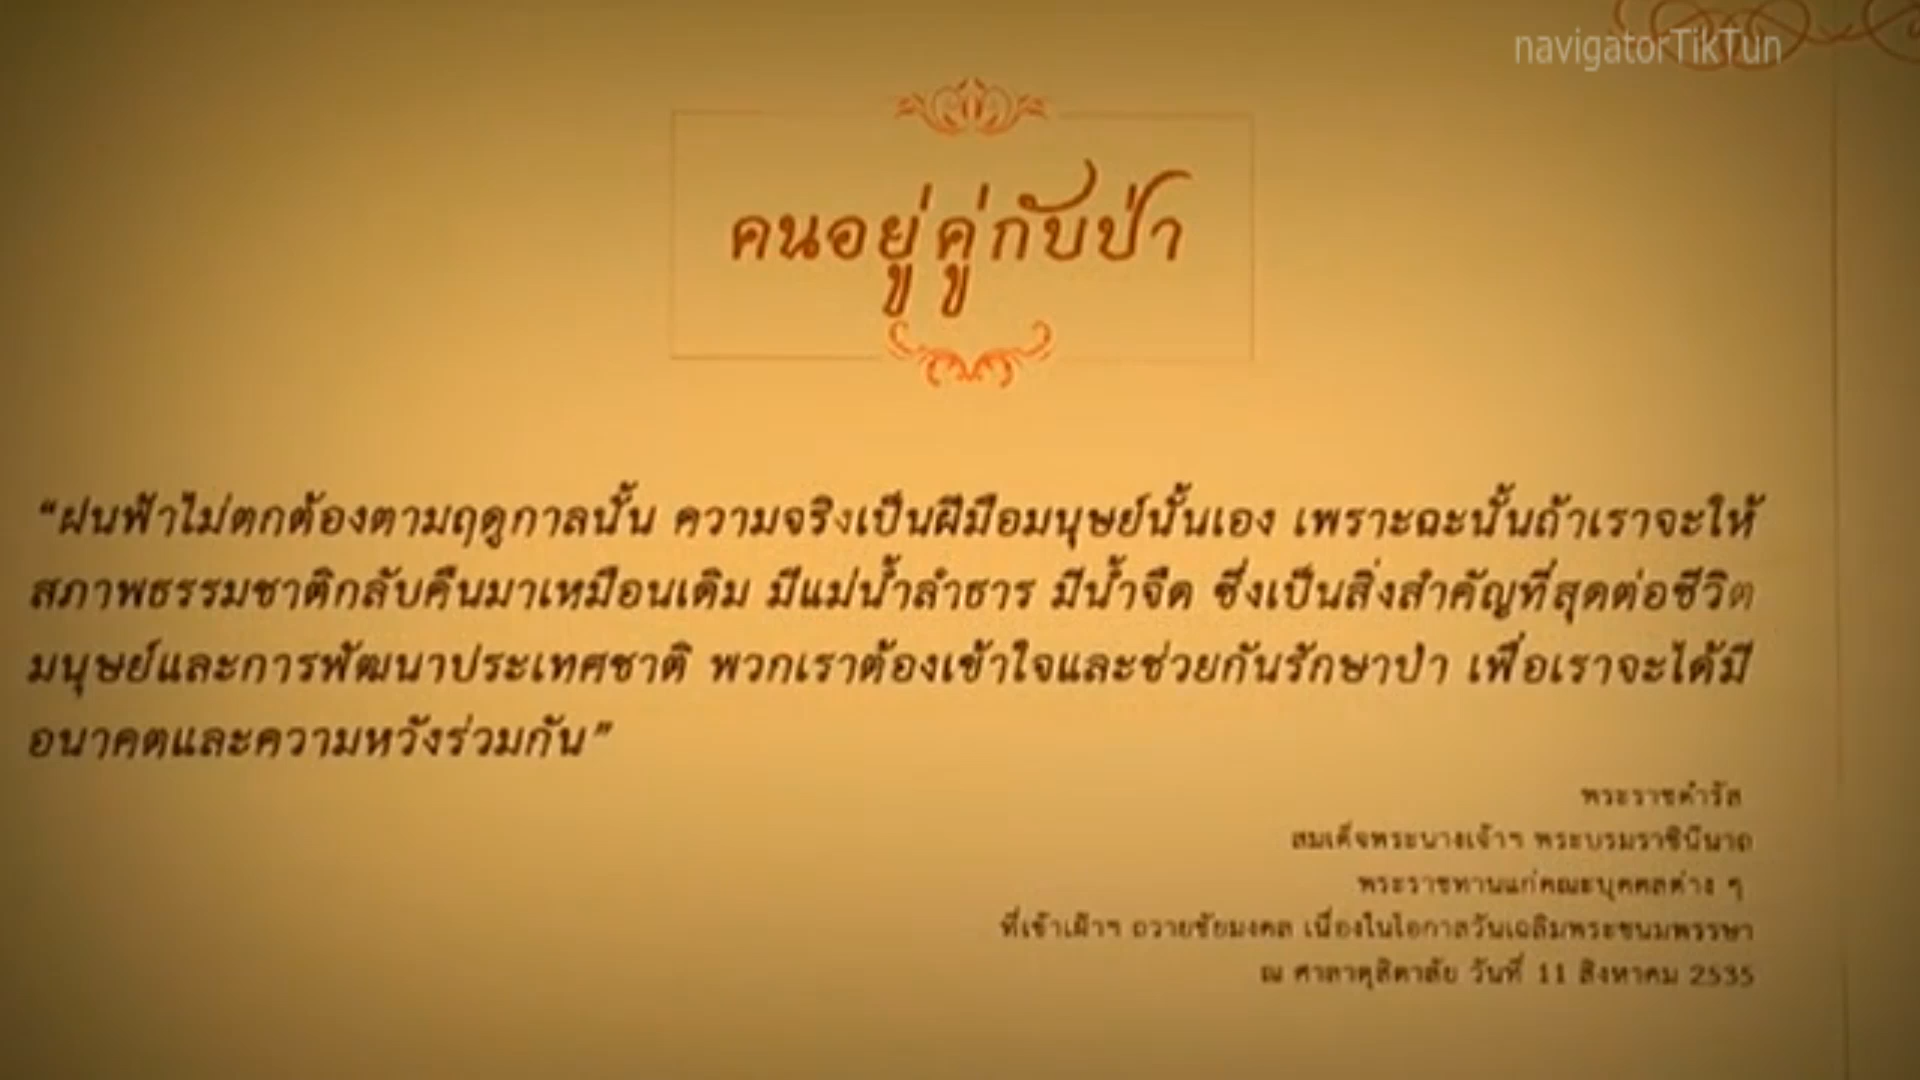 navigatorTikTun
คนอยู่คู่กับป่า
“ฝนฟ้าไม่ตกต้องตามฤดูกาลนั้น ความจริงเป็นฝีมือมนุษย์นั้นเอง เพราะฉะนั้นถ้าเราจะให้
สภาพธรรมชาติกลับคืนมาเหมือนเดิม มีแม่น้ำลำธาร มีน้ำจืด ซึ่งเป็นสิ่งสำคัญที่สุดต่อชีวิต
มนุษย์และการพัฒนาประเทศชาติ พวกเราต้องเข้าใจและช่วยกันรักษาป่า เพื่อเราจะได้มี
อนาคตและความหวังร่วมกัน”
พระราชดำรัส
สมเด็จพระนางเจ้าฯ พระบรมราชินีนาถ
พระราชทานแก่คณะบุคคลต่าง ๆ
ที่เข้าเฝ้าฯ ถวายชัยมงคล เนื่องในโอกาสวันเฉลิมพระชนมพรรษา
ณ ศาลาดุสิดาลัย วันที่ 11 สิงหาคม 2535